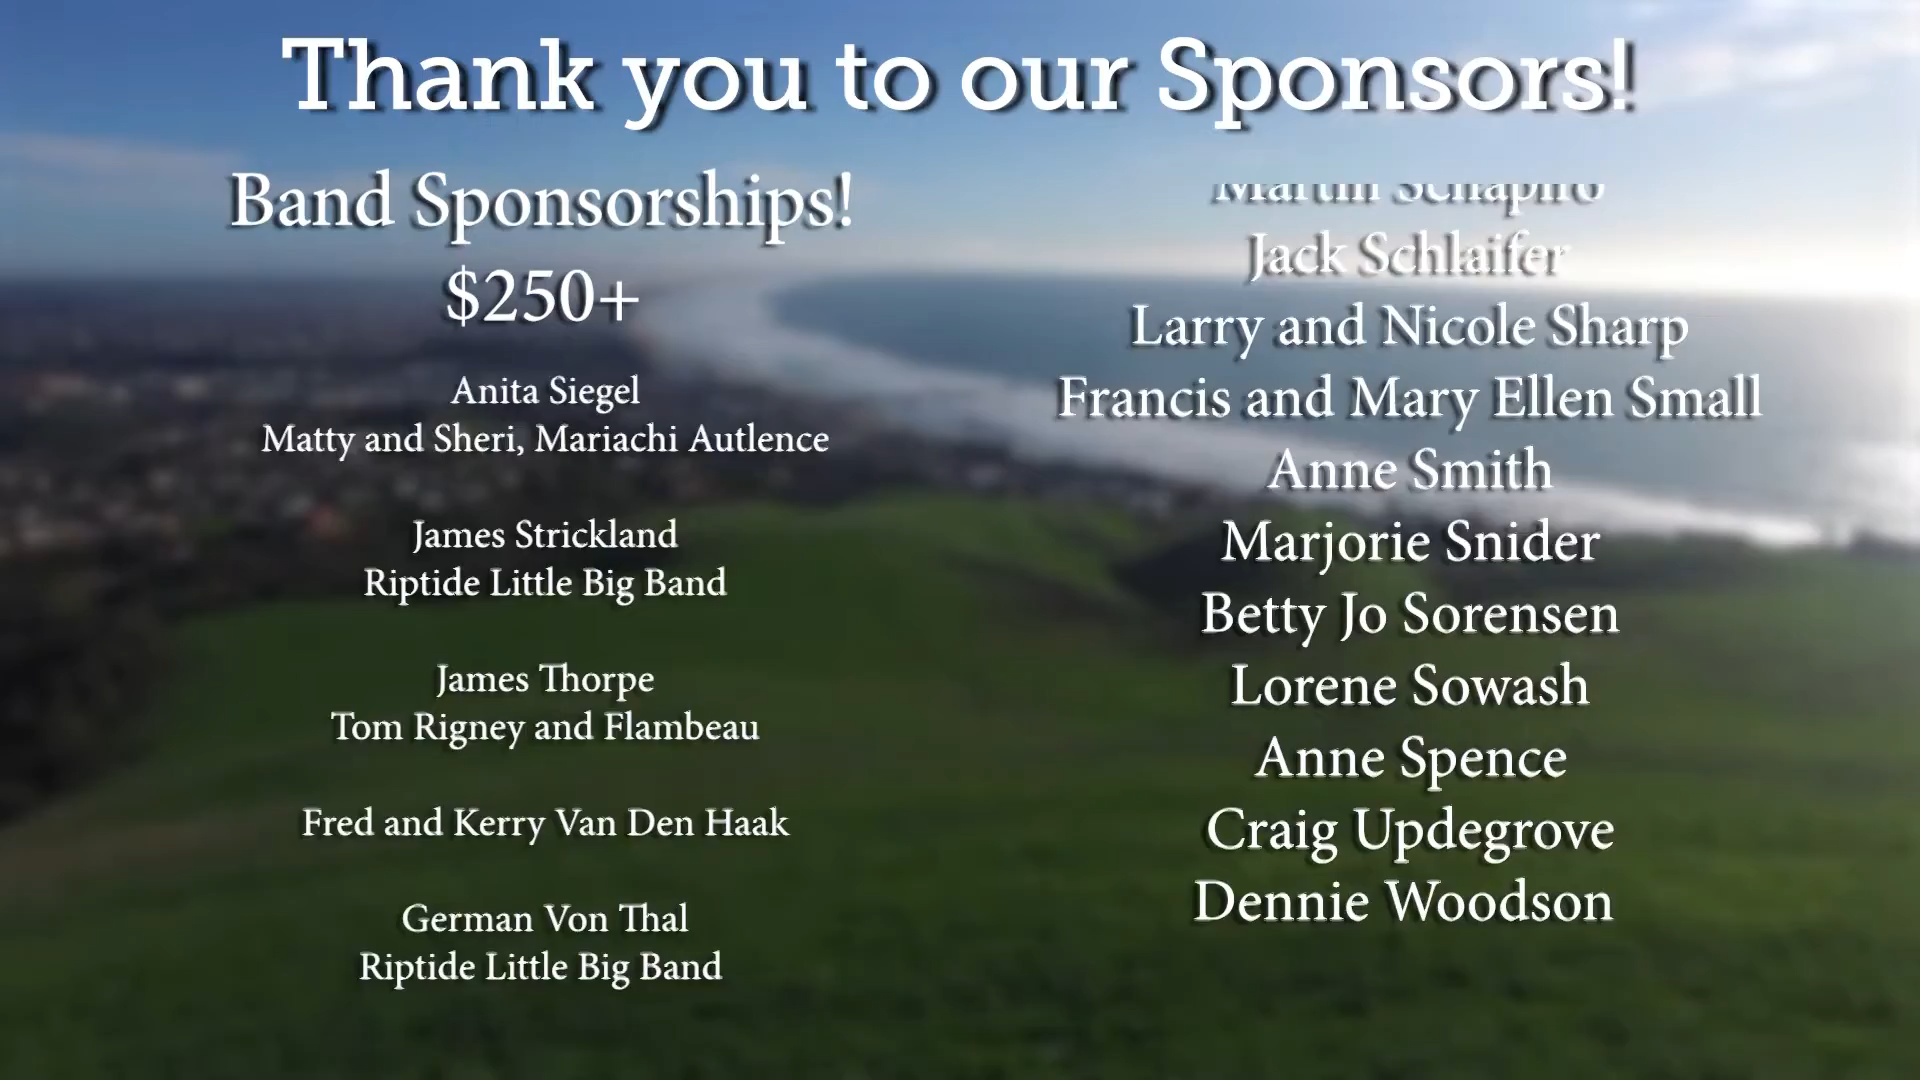 Thank you to our Sponsors!
Band Sponsorships!
$250+
Anita Siegel
Matty and Sheri, Mariachi Autlence
James Strickland
Riptide Little Big Band
James Thorpe
Tom Rigney and Flambeau
Fred and Kerry Van Den Haak
German Von Thal
Riptide Little Big Band
Martin Schapiro
Jack Schlaifer
Larry and Nicole Sharp
Francis and Mary Ellen Small
Anne Smith
Marjorie Snider
Betty Jo Sorensen
Lorene Sowash
Anne Spence
Craig Updegrove
Dennie Woodson